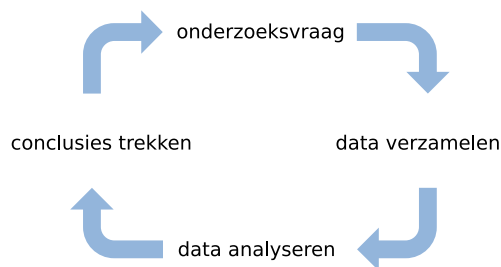 onderzoeksvraag
conclusies trekken
data verzamelen
data analyseren